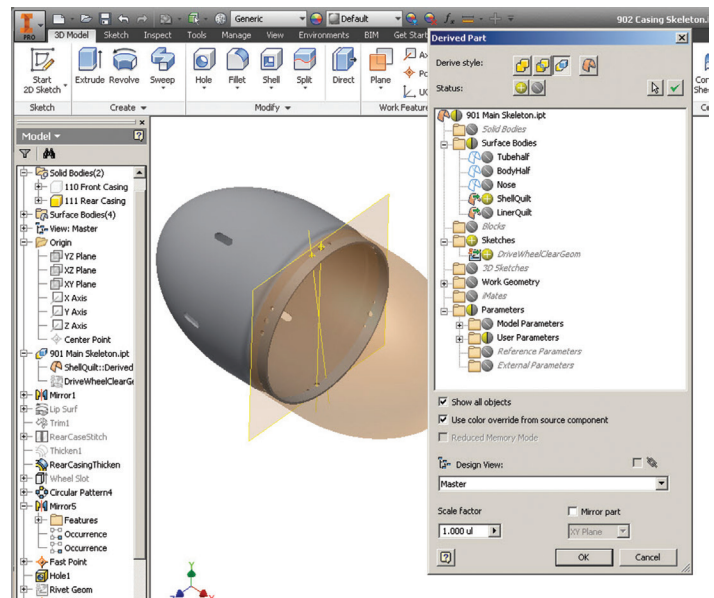 Generic
Default
902 Casing Skeleton.i
PRO
3D Model Sketch Inspect Tools Manage View Environments BIM Get Start
Start
2D Sketch
Extrude Revolve Sweep Hole Fillet Shell Split Direct Plane
Ax
Po
UC
Sketch Create Modify Work Feature
Model
Solid Bodies(2)
110 Front Casing
111 Rear Casing
Surface Bodies(4)
View: Master
Origin
YZ Plane
XZ Plane
XY Plane
X Axis
Y Axis
Z Axis
Center Point
901 Main Skeleton.ipt
ShellQuilt::Derived
DriveWheelClearGe
Mirror1
Lip Surf
Trim1
RearCaseStitch
Thicken1
RearCasingThicken
Wheel Slot
Circular Pattern4
Mirror5
Features
Occurrence
Occurrence
Fast Point
Hole1
Rivet Geom
Y
X
Derived Part
Derive style:
Status:
901 Main Skeleton.ipt
Solid Bodies
Surface Bodies
Tubehalf
BodyHalf
Nose
ShellQuilt
LinerQuilt
Blocks
Sketches
DriveWheelClearGeom
3D Sketches
Work Geometry
iMates
Parameters
Model Parameters
User Parameters
Reference Parameters
External Parameters
Show all objects
Use color override from source component
Reduced Memory Mode
Design View:
Master
Scale factor
Mirror part
1.000 ul
XY Plane
OK Cancel
Con
She
Co